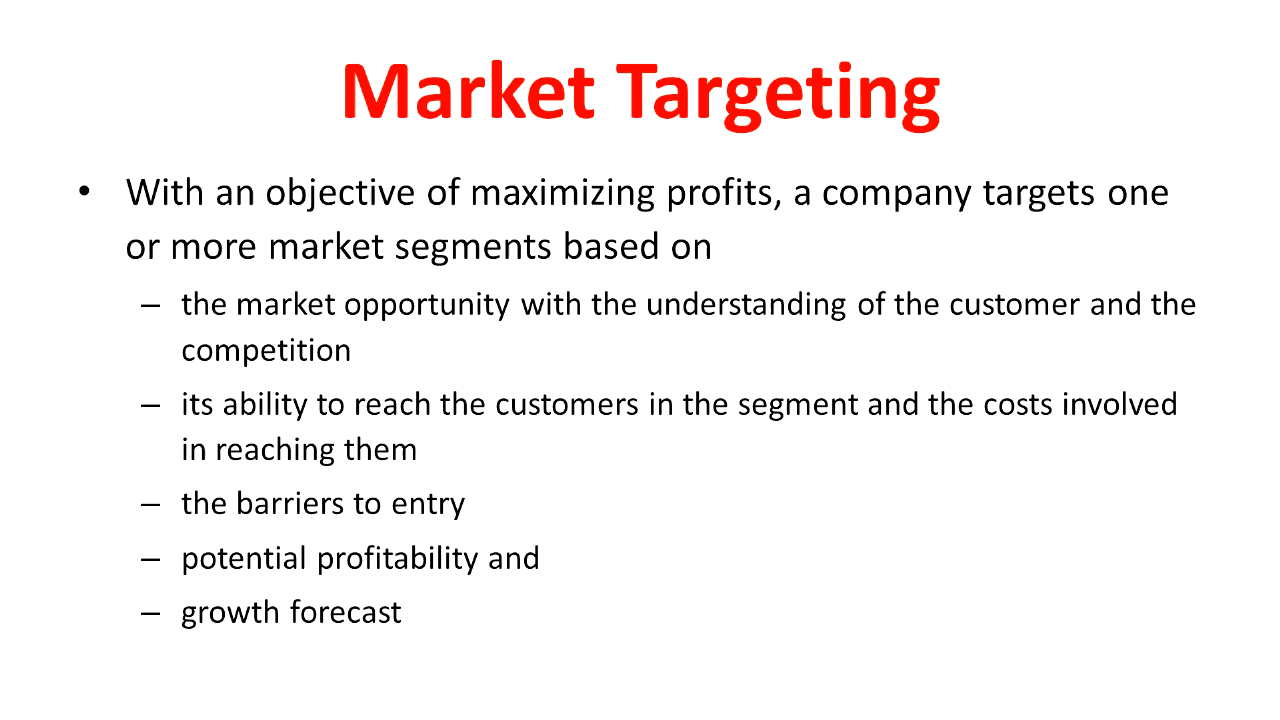 Market Targeting
• With an objective of maximizing profits, a company targets one
or more market segments based on
– the market opportunity with the understanding of the customer and the
competition
– its ability to reach the customers in the segment and the costs involved
in reaching them
– the barriers to entry
– potential profitability and
– growth forecast